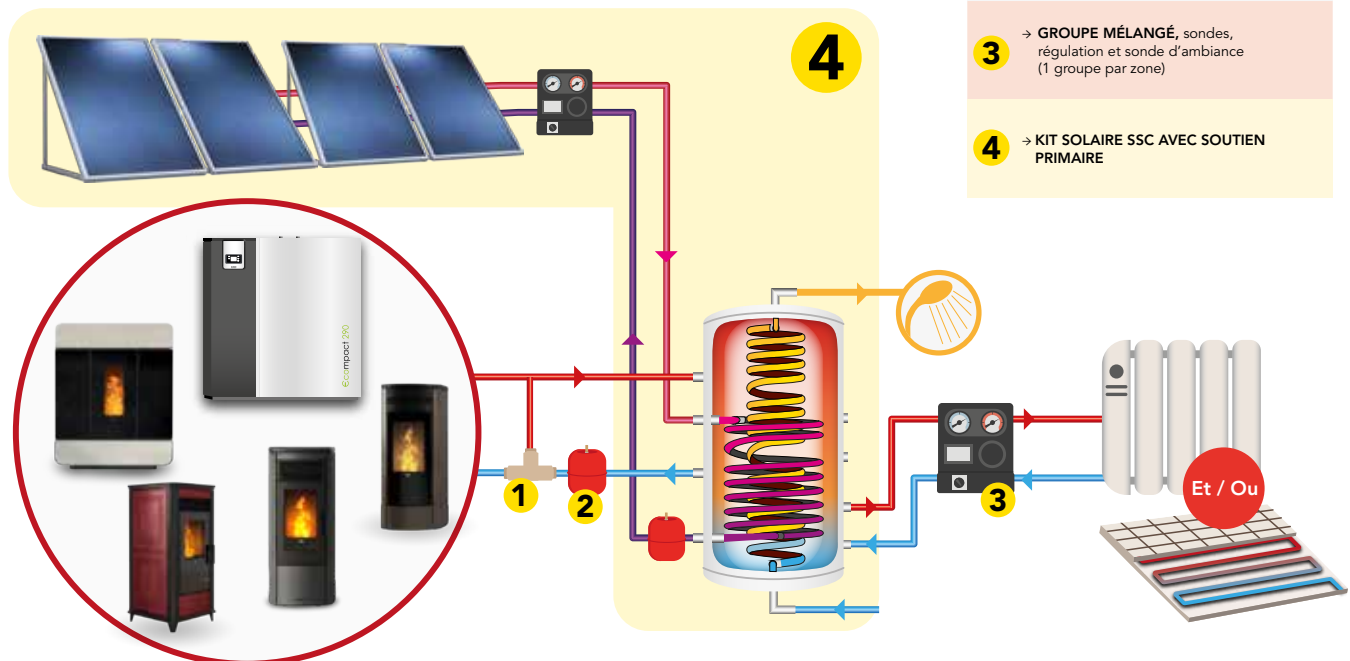 4
3
→ GROUPE MÉLANGÉ, sondes,
régulation et sonde d'ambiance
(1 groupe par zone)
4
→ KIT SOLAIRE SSC AVEC SOUTIEN
PRIMAIRE
Ecompact 290
1
2
3
Et / Ou